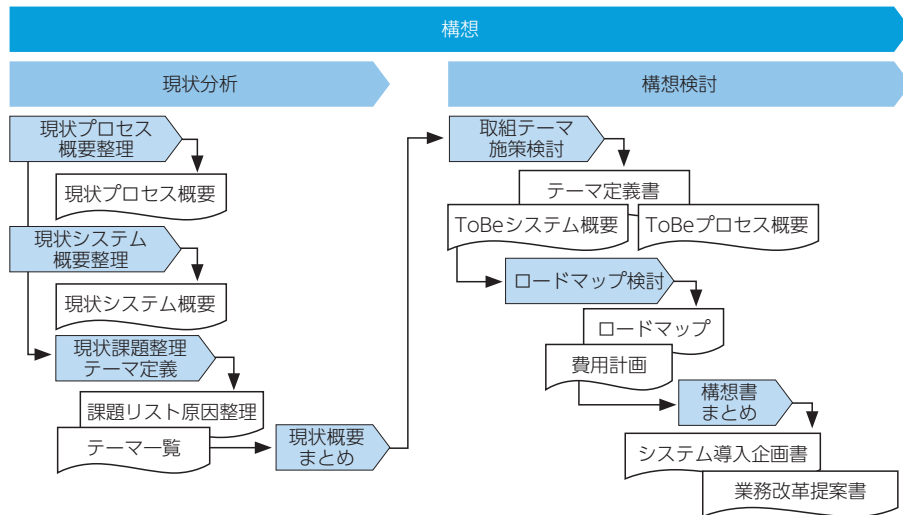 構想
現状分析
現状プロセス
概要整理
現状プロセス概要
現状システム
概要整理
現状システム概要
現状課題整理
テーマ定義
課題リスト原因整理
テーマ一覧
現状概要
まとめ
構想検討
取組テーマ
施策検討
テーマ定義書
ToBeシステム概要
ToBeプロセス概要
ロードマップ検討
ロードマップ
費用計画
構想書
まとめ
システム導入企画書
業務改革提案書